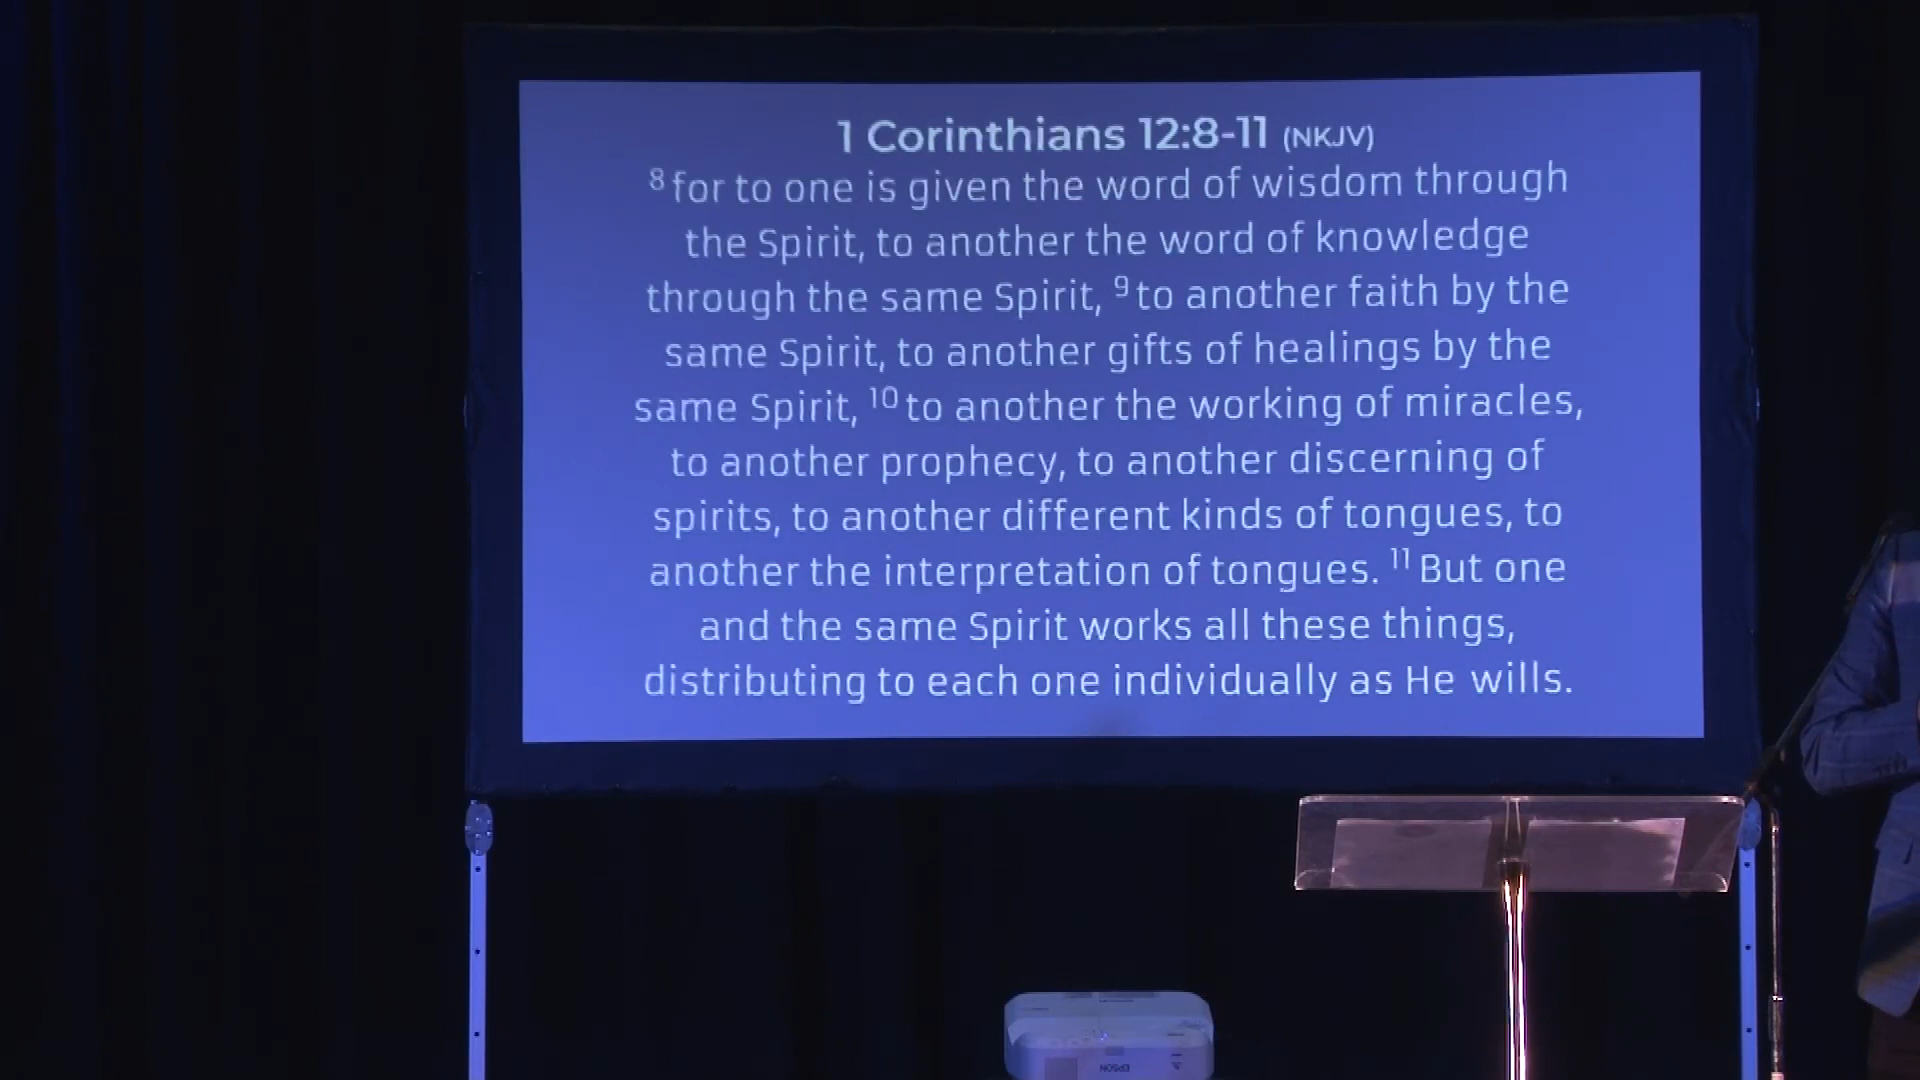 1 Corinthians 12:8-11 (NKJV)
8 for to one is given the word of wisdom through
the Spirit, to another the word of knowledge
through the same Spirit, 9 to another faith by the
same Spirit, to another gifts of healings by the
same Spirit, 10 to another the working of miracles,
to another prophecy, to another discerning of
spirits, to another different kinds of tongues, to
another the interpretation of tongues. 11 But one
and the same Spirit works all these things,
distributing to each one individually as He wills.
EPSON